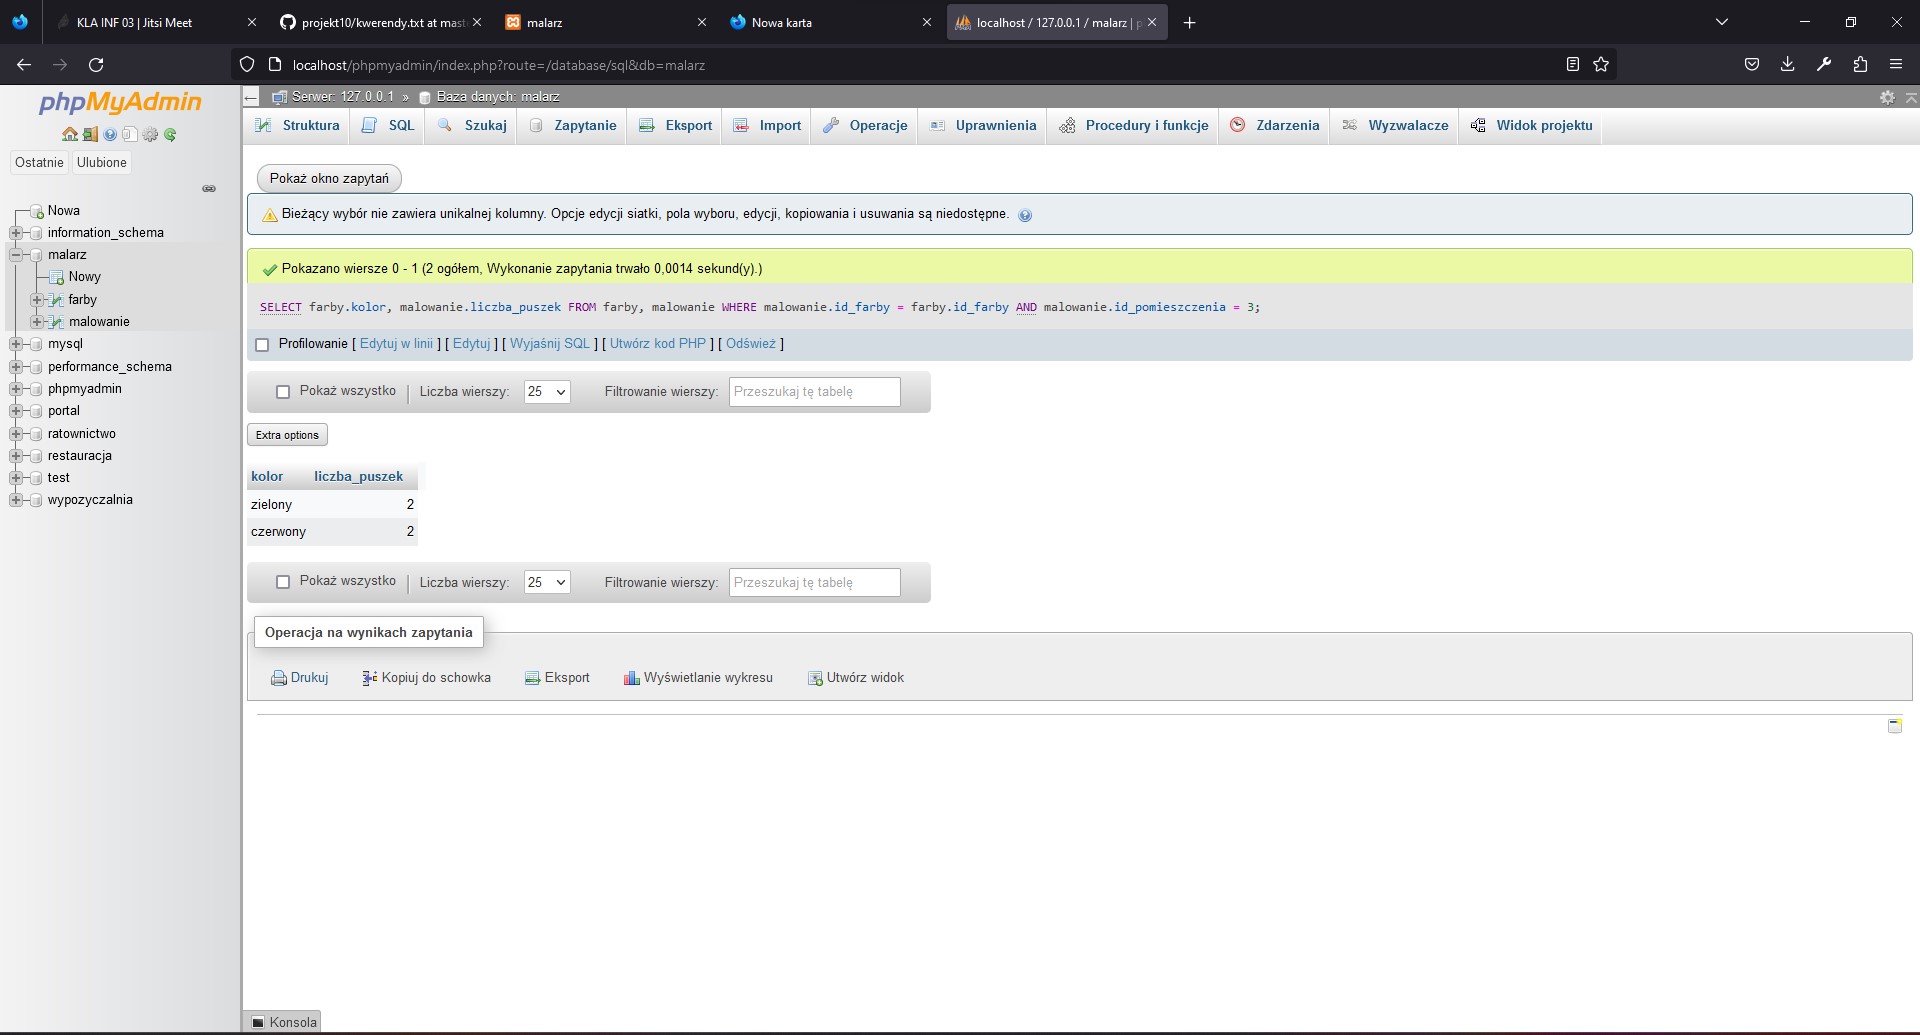 KLA INF 03 | Jitsi Meet
projekt10/kwerendy.txt at mast
malarz
Nowa karta
localhost / 127.0.0.1 / malarz | p
localhost/phpmyadmin/index.php?route=/database/sql&db=malarz
phpMyAdmin
Ostatnie
Ulubione
Nowa
information_schema
malarz
Nowy
farby
malowanie
mysql
performance_schema
phpmyadmin
portal
ratownictwo
restauracja
test
wypozyczalnia
Serwer: 127.0.0.1 » Baza danych: malarz
Struktura SQL Szukaj Zapytanie Eksport Import Operacje Uprawnienia Procedury i funkcje Zdarzenia Wyzwalacze Widok projektu
Pokaż okno zapytań
Bieżący wybór nie zawiera unikalnej kolumny. Opcje edycji siatki, pola wyboru, edycji, kopiowania i usuwania są niedostępne.
Pokazano wiersze 0 - 1 (2 ogółem, Wykonanie zapytania trwało 0,0014 sekund(y).)
SELECT farby.kolor, malowanie.liczba_puszek FROM farby, malowanie WHERE malowanie.id_farby = farby.id_farby AND malowanie.id_pomieszczenia = 3;
Profilowanie [ Edytuj w linii ] [ Edytuj ] [ Wyjaśnij SQL ] [ Utwórz kod PHP ] [ Odśwież ]
Pokaż wszystko | Liczba wierszy: 25 Filtrowanie wierszy: Przeszukaj tę tabelę
Extra options
kolor liczba_puszek
zielony 2
czerwony 2
Pokaż wszystko | Liczba wierszy: 25 Filtrowanie wierszy: Przeszukaj tę tabelę
Operacja na wynikach zapytania
Drukuj Kopiuj do schowka Eksport Wyświetlanie wykresu Utwórz widok
Konsola